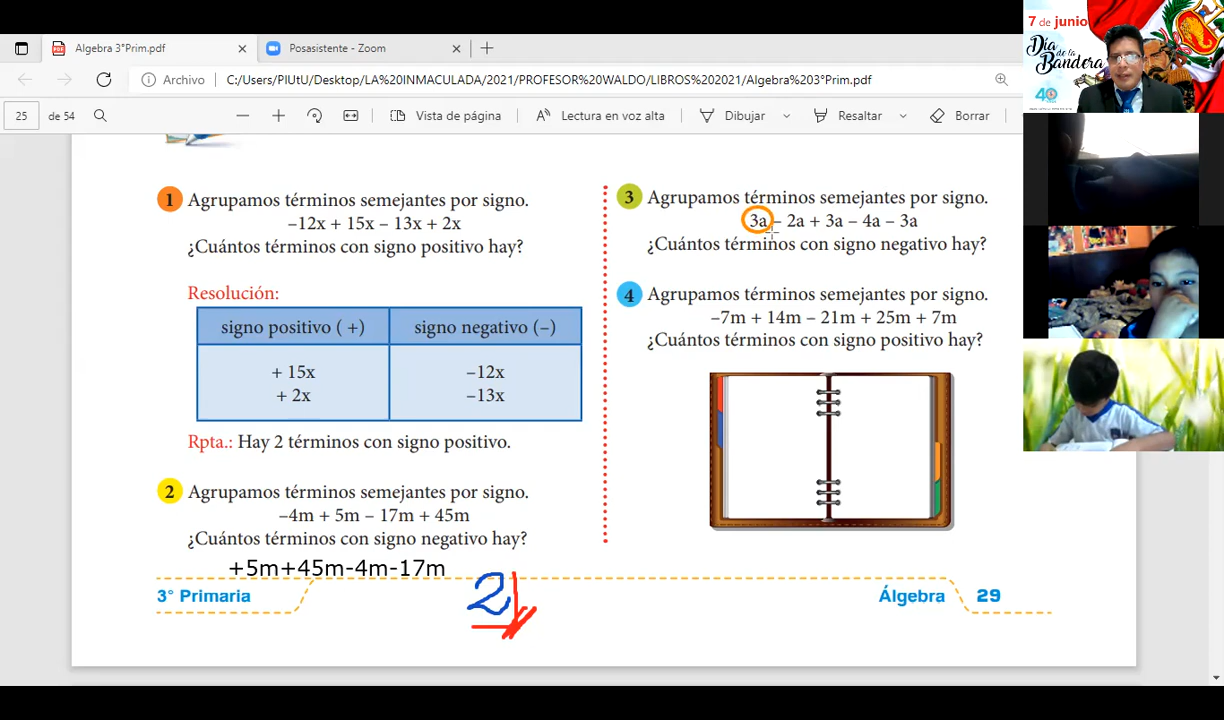 Algebra 3°Prim.pdf
Posasistente - Zoom
Archivo
C:/Users/PIUtU/Desktop/LA%20INMACULADA/2021/PROFESOR%20WALDO/LIBROS%202021/Algebra%203°Prim.pdf
25 de 54
Vista de página
Lectura en voz alta
Dibujar
Resaltar
Borrar
1 Agrupamos términos semejantes por signo.
–12x + 15x – 13x + 2x
¿Cuántos términos con signo positivo hay?
Resolución:
signo positivo ( +) signo negativo (–)
+ 15x –12x
+ 2x –13x
Rpta.: Hay 2 términos con signo positivo.
2 Agrupamos términos semejantes por signo.
–4m + 5m – 17m + 45m
¿Cuántos términos con signo negativo hay?
+5m+45m-4m-17m
2
3° Primaria
3 Agrupamos términos semejantes por signo.
3a – 2a + 3a – 4a – 3a
¿Cuántos términos con signo negativo hay?
4 Agrupamos términos semejantes por signo.
–7m + 14m – 21m + 25m + 7m
¿Cuántos términos con signo positivo hay?
Álgebra 29
7 de junio
Día de la
Bandera
40